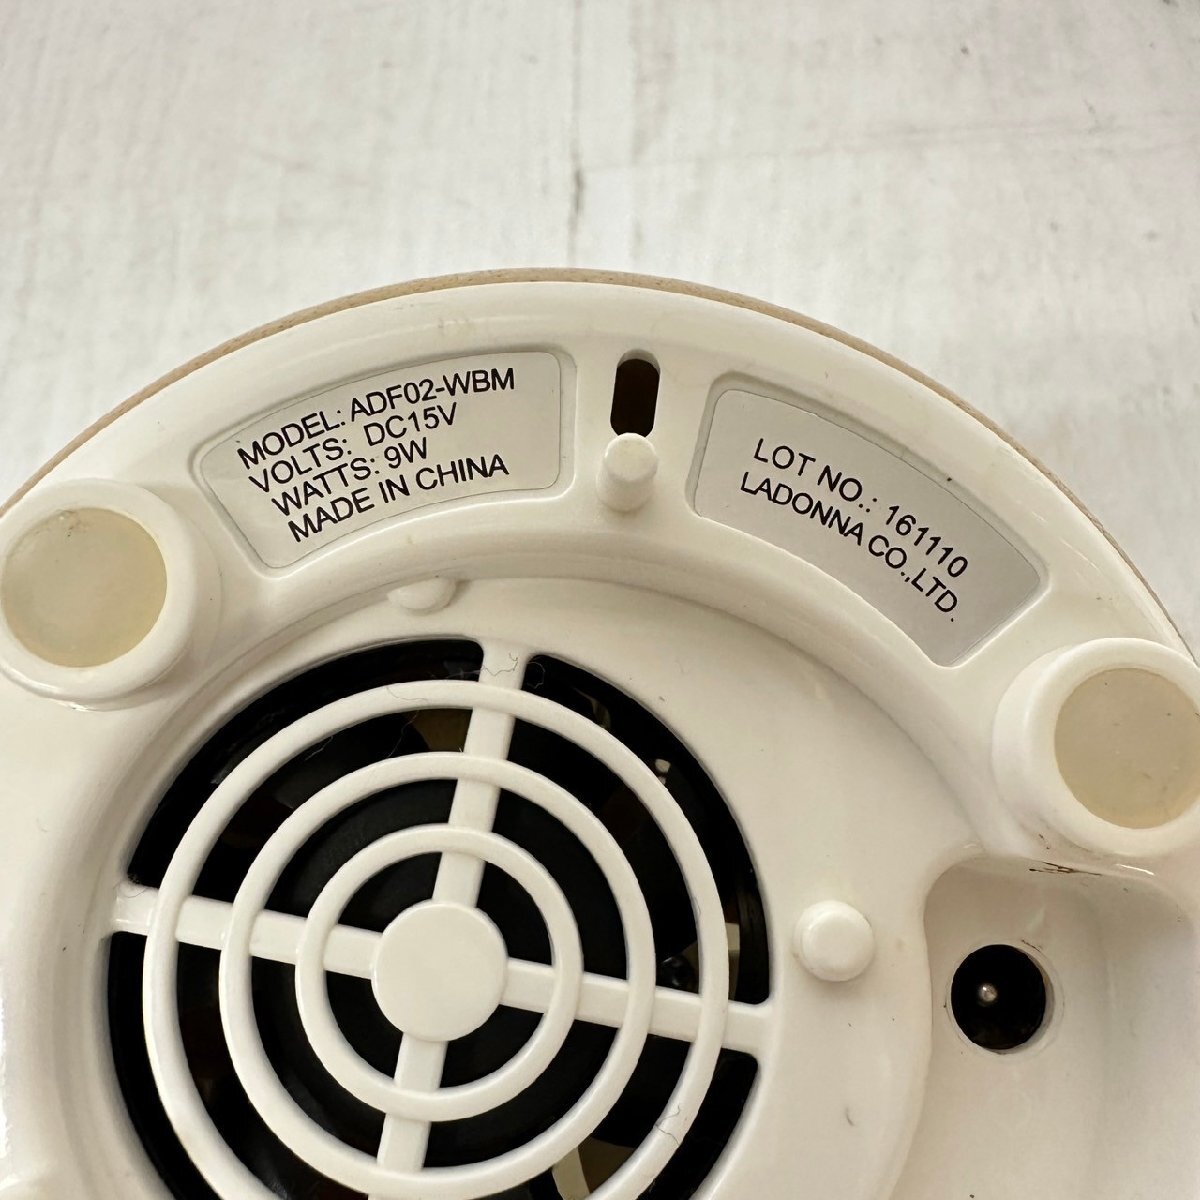 MODEL: ADF02-WBM
VOLTS: DC15V
WATTS: 9W
MADE IN CHINA
LOT NO.: 161110
LADONNA CO.,LTD.